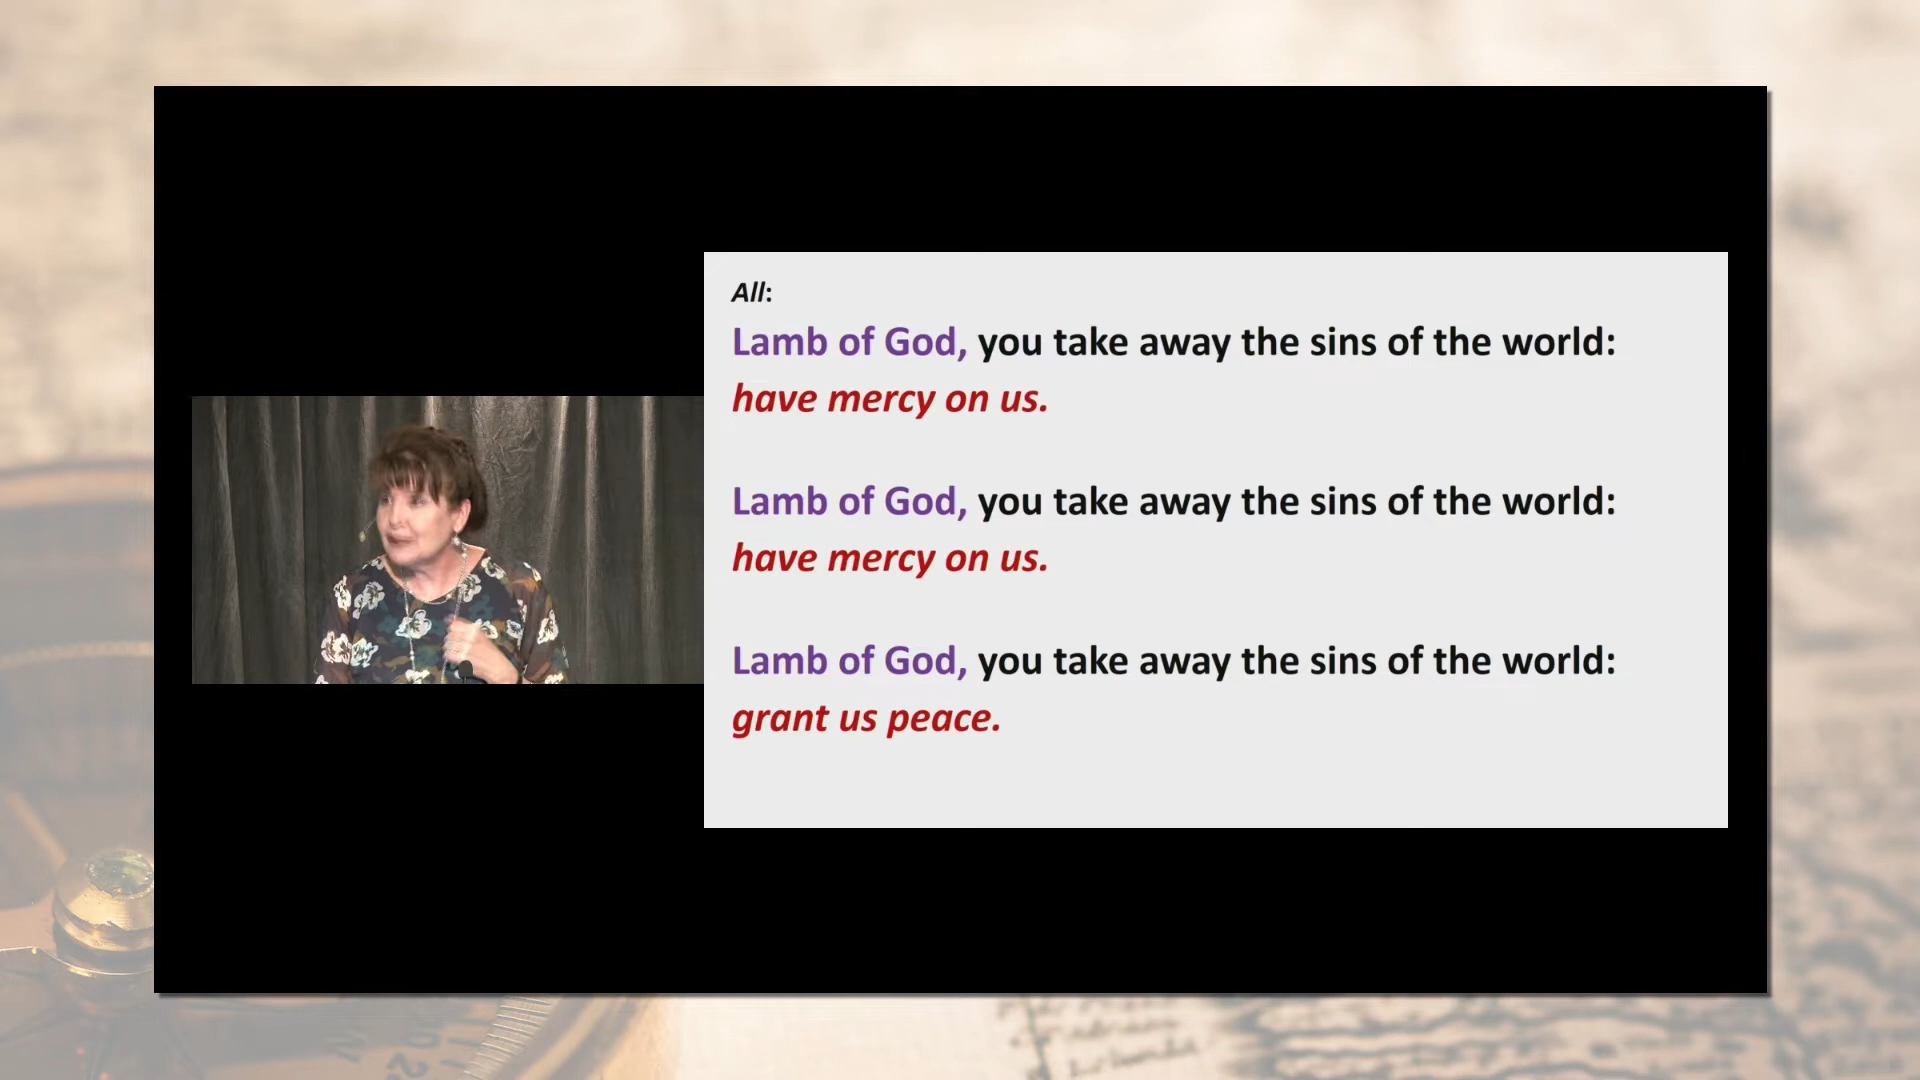 All:
Lamb of God, you take away the sins of the world:
have mercy on us.
Lamb of God, you take away the sins of the world:
have mercy on us.
Lamb of God, you take away the sins of the world:
grant us peace.